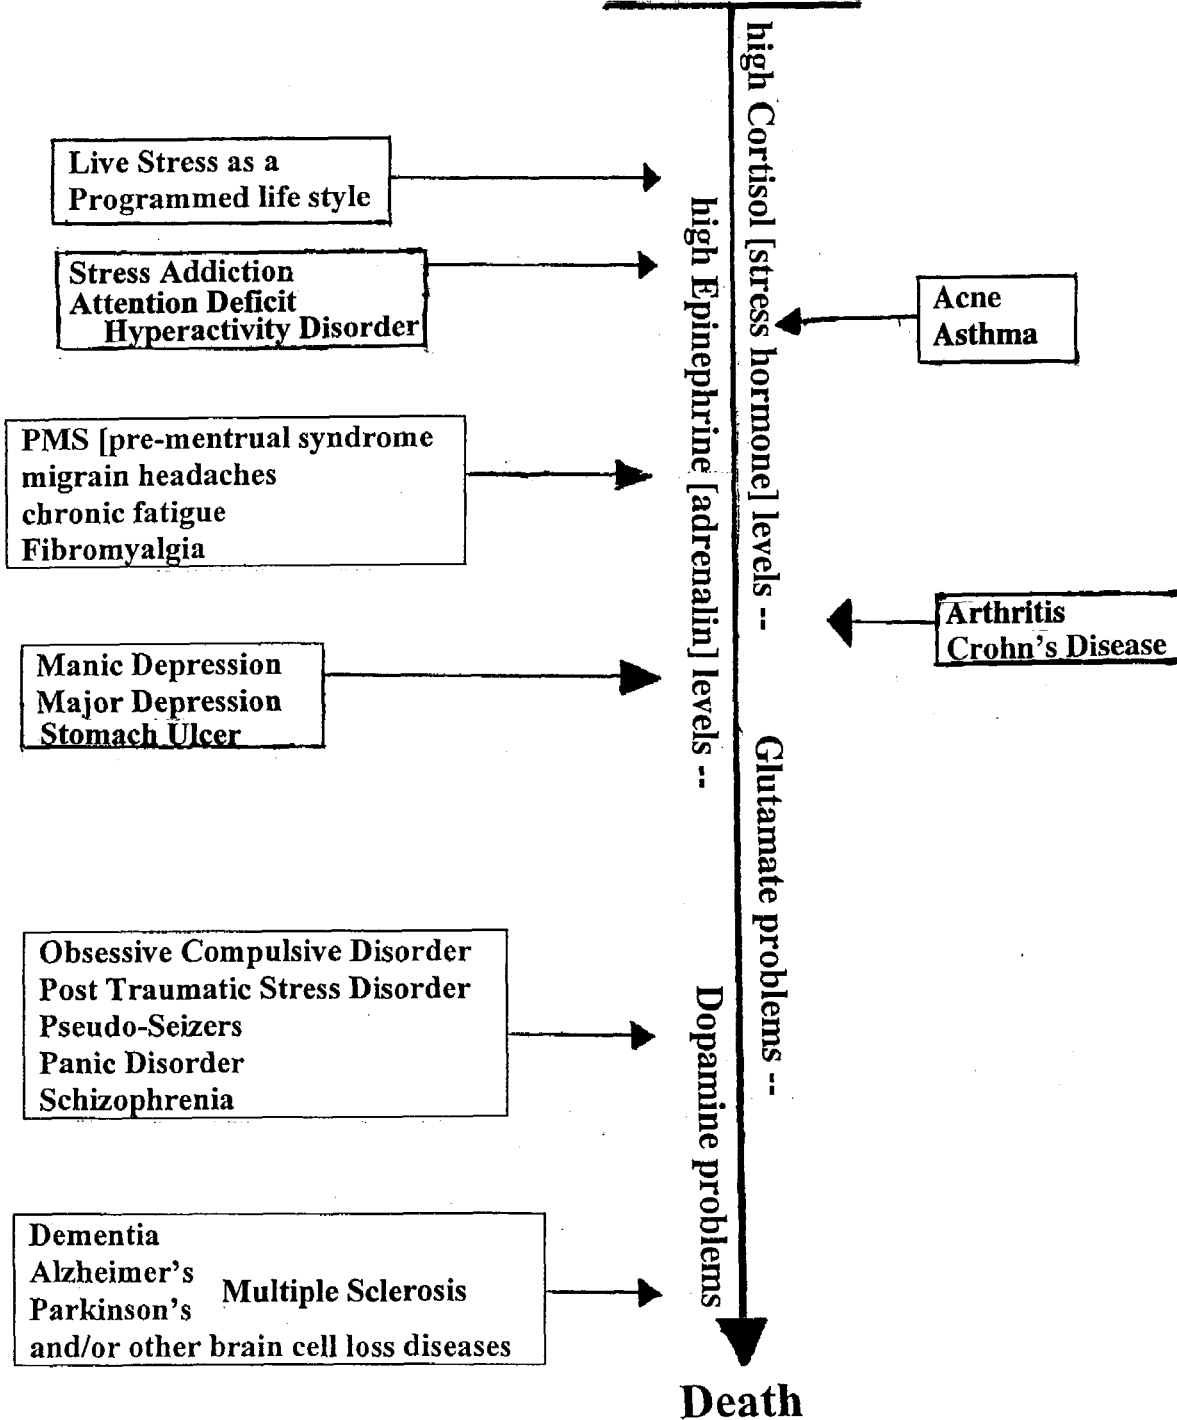 high Cortisol [stress hormone] levels --
high Epinephrine [adrenalin] levels --
Live Stress as a
Programmed life style
Stress Addiction
Attention Deficit
Hyperactivity Disorder
Acne
Asthma
PMS [pre-mentrual syndrome
migrain headaches
chronic fatigue
Fibromyalgia
Arthritis
Crohn's Disease
Manic Depression
Major Depression
Stomach Ulcer
Glutamate problems --
Obsessive Compulsive Disorder
Post Traumatic Stress Disorder
Pseudo-Seizers
Panic Disorder
Schizophrenia
Dopamine problems
Dementia
Alzheimer's
Parkinson's
Multiple Sclerosis
and/or other brain cell loss diseases
Death